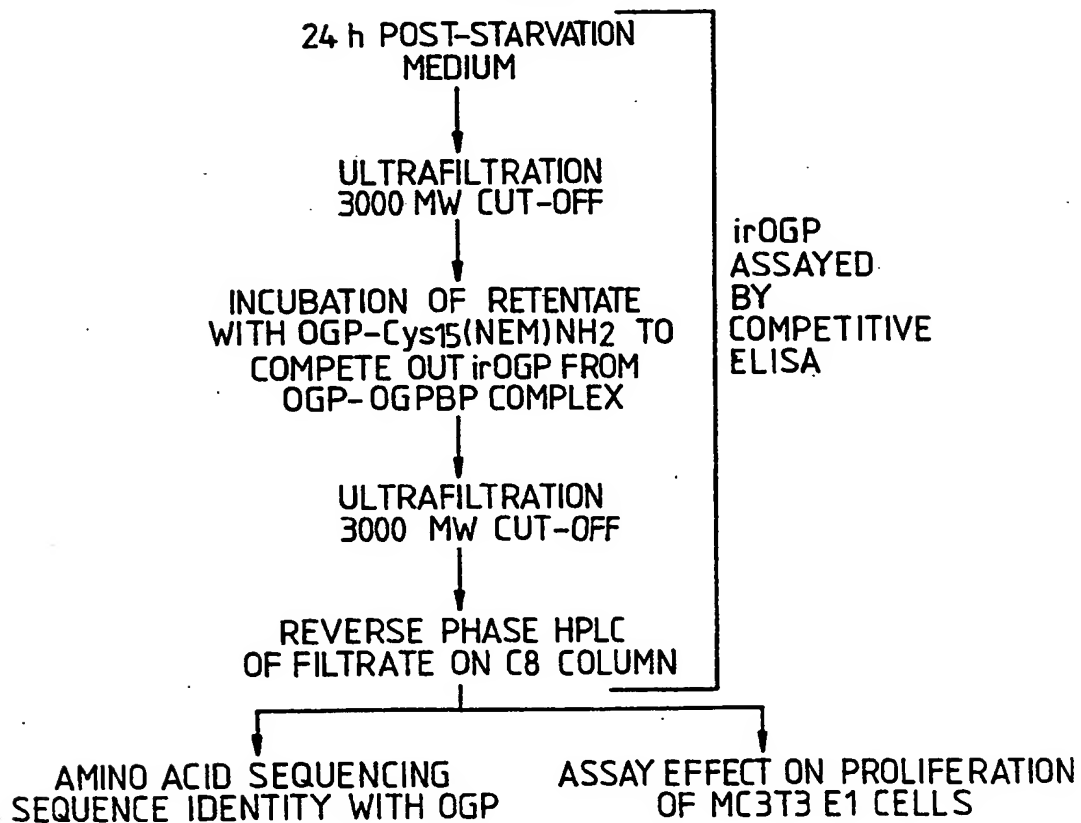 24 h POST-STARVATION
MEDIUM
ULTRAFILTRATION
3000 MW CUT-OFF
INCUBATION OF RETENTATE
WITH OGP-Cys15(NEM)NH2 TO
COMPETE OUT irOGP FROM
OGP-OGPBP COMPLEX
ULTRAFILTRATION
3000 MW CUT-OFF
REVERSE PHASE HPLC
OF FILTRATE ON C8 COLUMN
irOGP
ASSAYED
BY
COMPETITIVE
ELISA
AMINO ACID SEQUENCING
SEQUENCE IDENTITY WITH OGP
ASSAY EFFECT ON PROLIFERATION
OF MC3T3 E1 CELLS